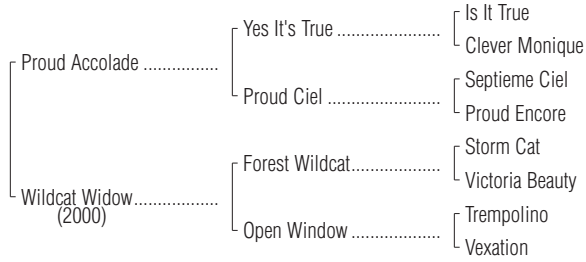 Is It True
Yes It's True ..................
Clever Monique
Proud Accolade ................
Septieme Ciel
Proud Ciel ...........................
Proud Encore
Storm Cat
Forest Wildcat.....................
Victoria Beauty
Wildcat Widow..................
(2000)
Trempolino
Open Window .....................
Vexation